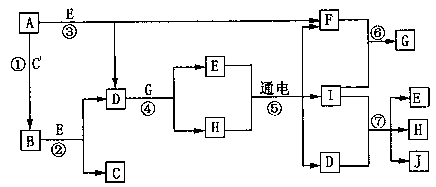 A E ③ F ⑥ G
① C
D G ④ E H 通电 ⑤ I ⑦ E H J
B E ② C D